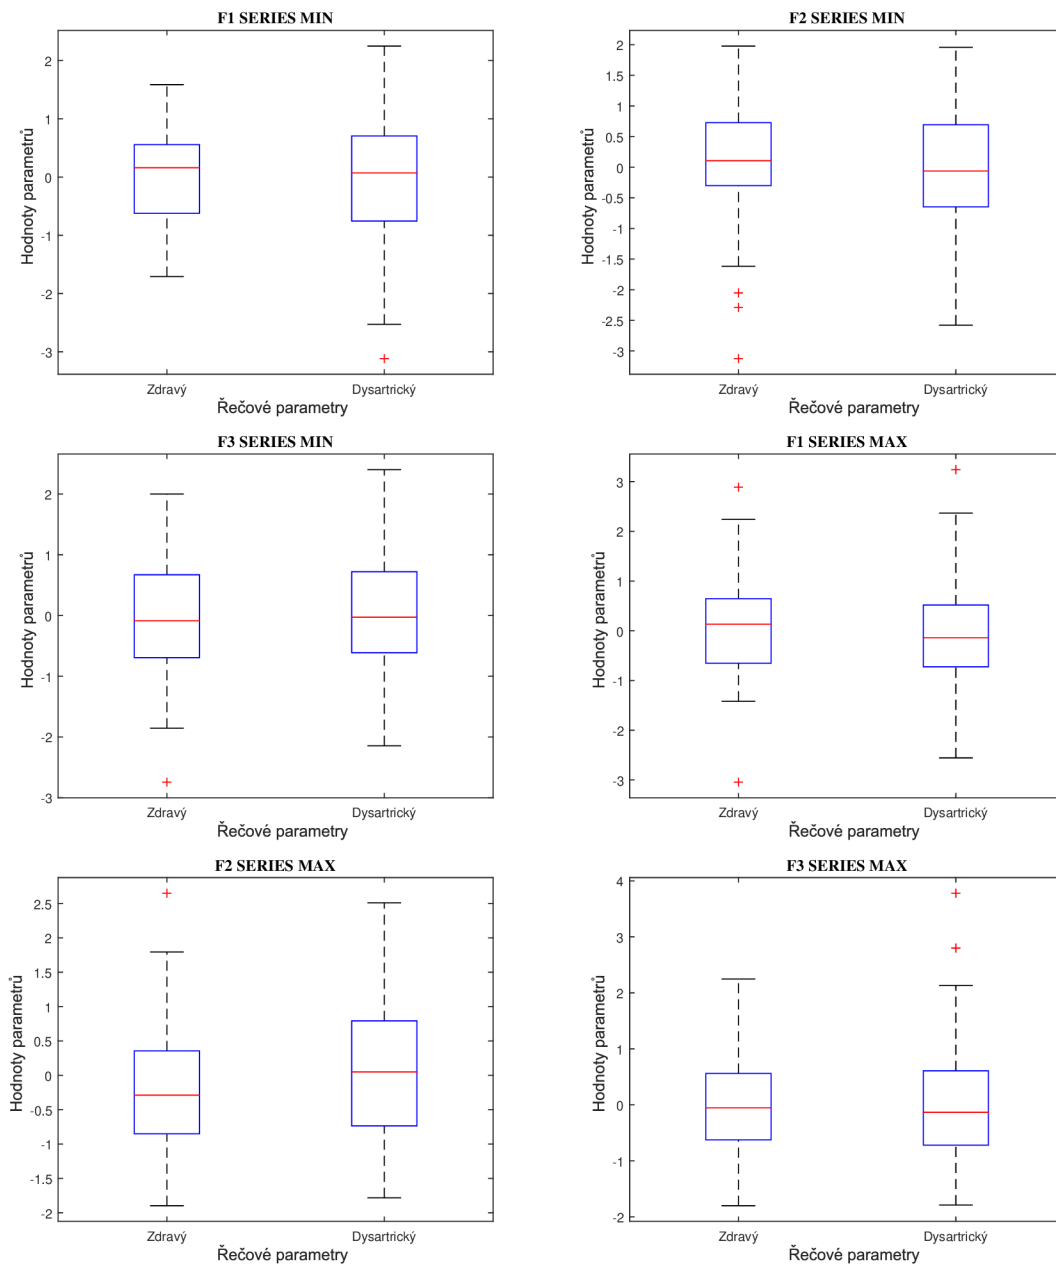 F1 SERIES MIN
2
1
0
-1
-2
-3
Hodnoty parametrů
Zdravý
Dysartrický
Řečové parametry
F2 SERIES MIN
2
1.5
1
0.5
0
-0.5
-1
-1.5
-2
-2.5
-3
Hodnoty parametrů
Zdravý
Dysartrický
Řečové parametry
F3 SERIES MIN
2
1
0
-1
-2
-3
Hodnoty parametrů
Zdravý
Dysartrický
Řečové parametry
F1 SERIES MAX
3
2
1
0
-1
-2
-3
Hodnoty parametrů
Zdravý
Dysartrický
Řečové parametry
F2 SERIES MAX
2.5
2
1.5
1
0.5
0
-0.5
-1
-1.5
-2
Hodnoty parametrů
Zdravý
Dysartrický
Řečové parametry
F3 SERIES MAX
4
3
2
1
0
-1
-2
Hodnoty parametrů
Zdravý
Dysartrický
Řečové parametry